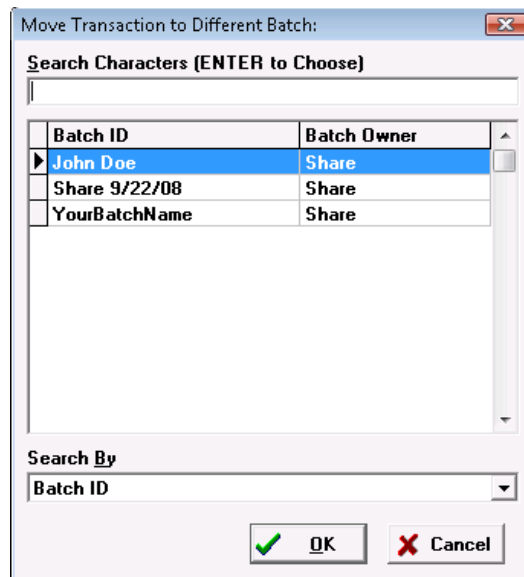 Move Transaction to Different Batch:
Search Characters (ENTER to Choose)
Batch ID Batch Owner
John Doe Share
Share 9/22/08 Share
YourBatchName Share
Search By
Batch ID
OK Cancel